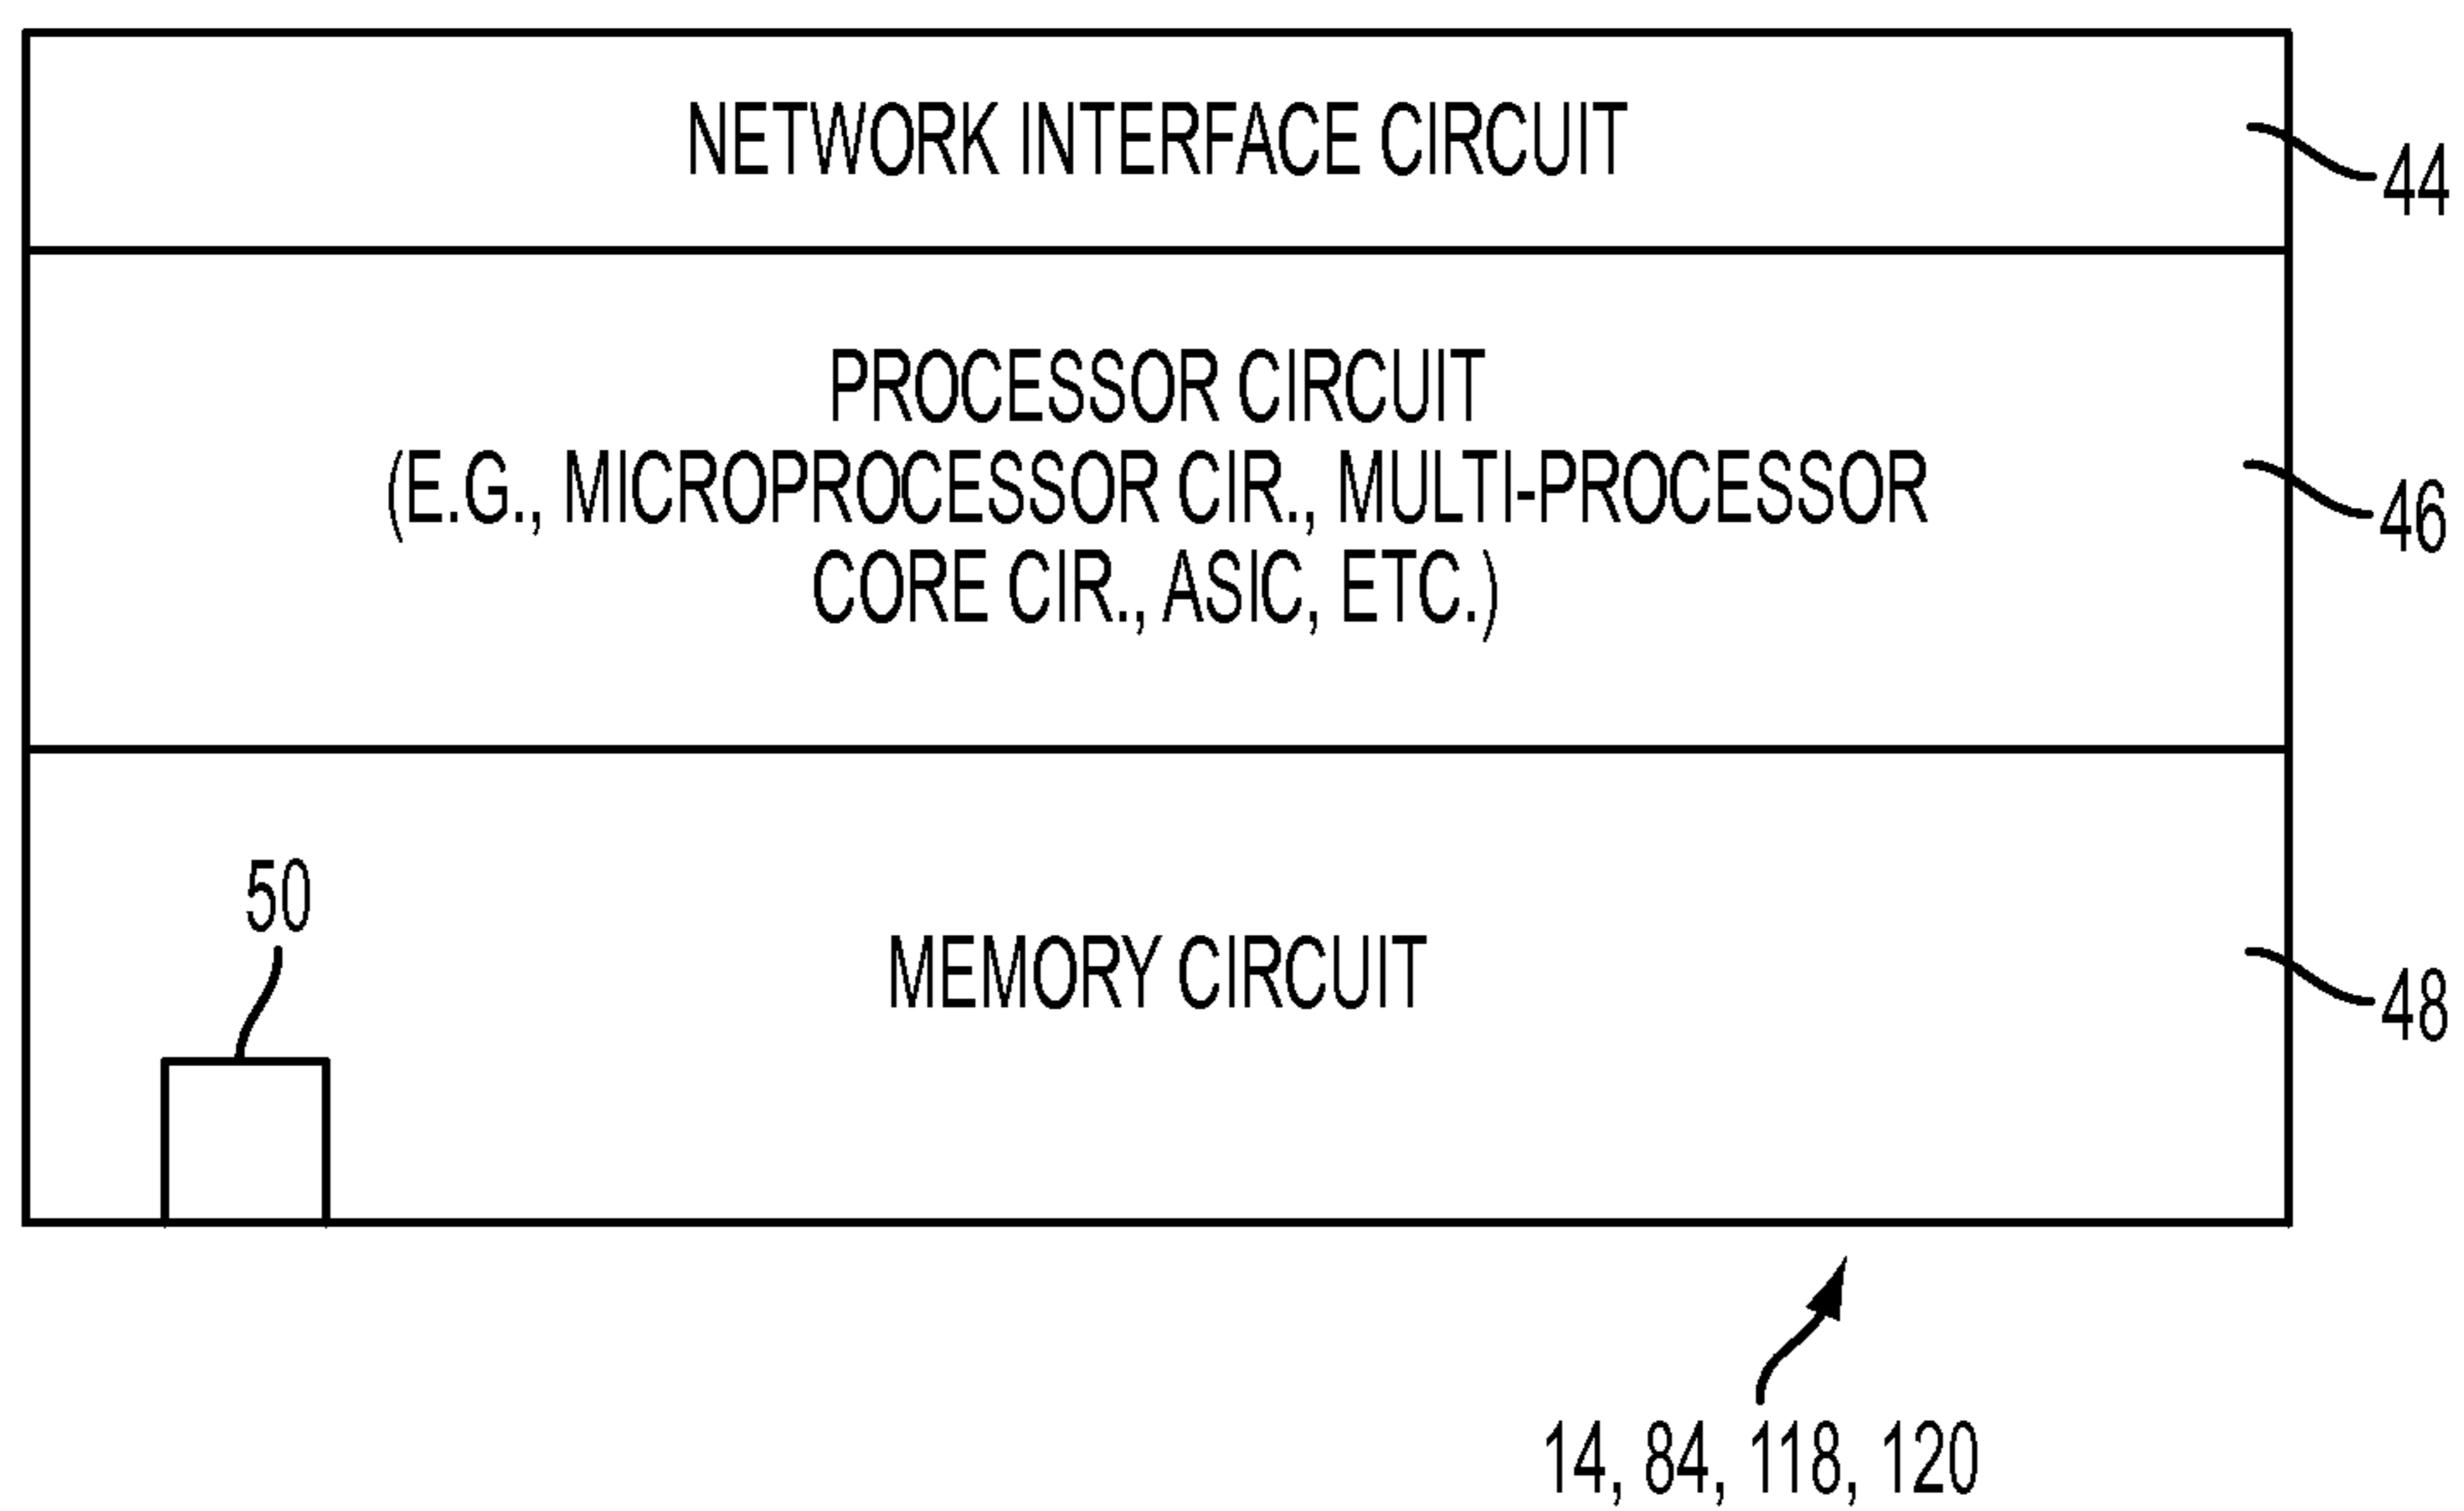 NETWORK INTERFACE CIRCUIT
44
PROCESSOR CIRCUIT
(E.G., MICROPROCESSOR CIR., MULTI-PROCESSOR
CORE CIR., ASIC, ETC.)
46
50
MEMORY CIRCUIT
48
14, 84, 118, 120